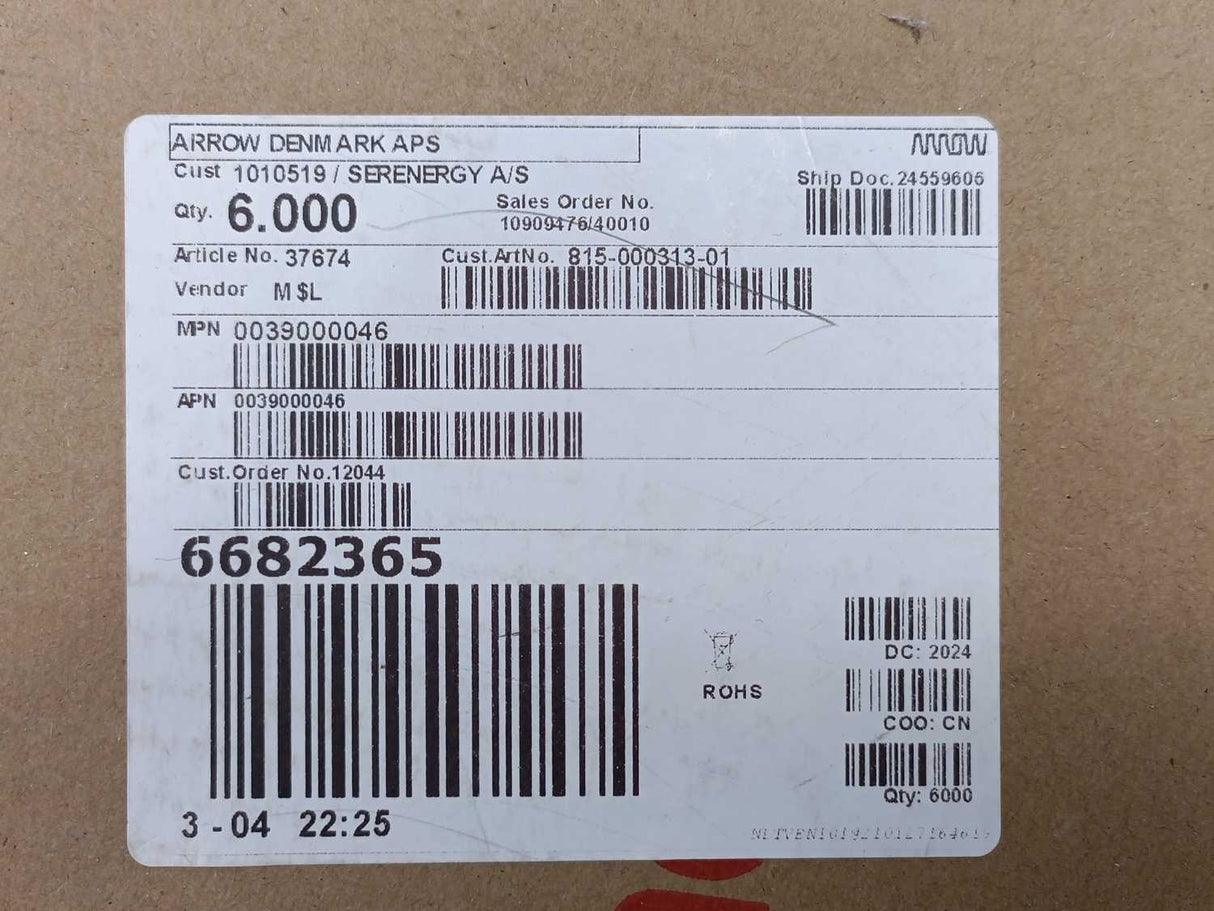 ARROW DENMARK APS
ARROW
Cust 1010519 / SERENERGY A/S
Ship Doc.24559606
Qty. 6.000
Sales Order No.
10909476/40010
Article No. 37674
Cust.ArtNo. 815-000313-01
Vendor M$L
MPN 0039000046
APN 0039000046
Cust.Order No.12044
6682365
ROHS
DC: 2024
COO: CN
Qty: 6000
3-04 22:25